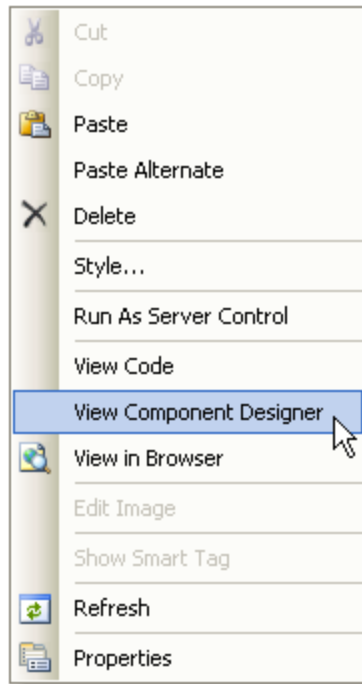 Cut
Copy
Paste
Paste Alternate
Delete
Style...
Run As Server Control
View Code
View Component Designer
View in Browser
Edit Image
Show Smart Tag
Refresh
Properties